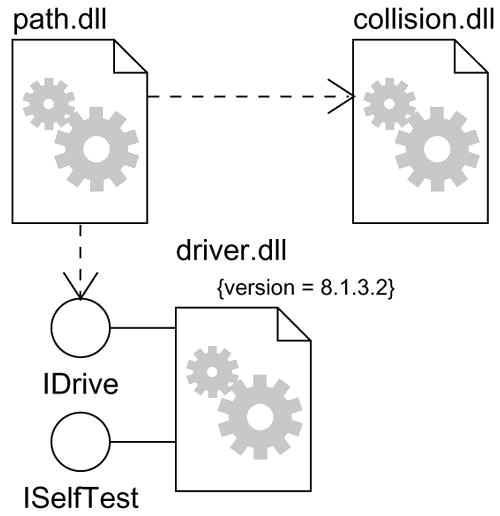 path.dll
collision.dll
driver.dll
{version = 8.1.3.2}
IDrive
ISelfTest